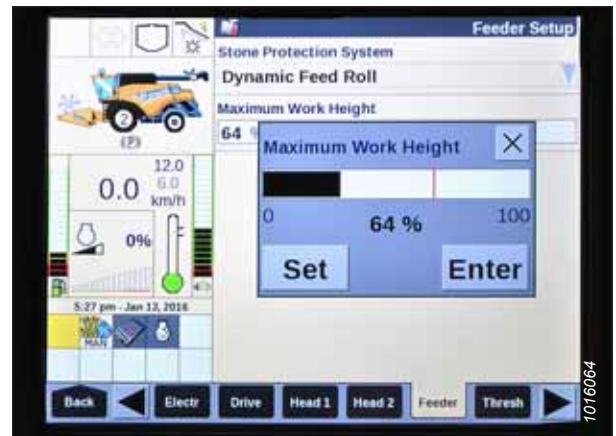 Feeder Setup
Stone Protection System
Dynamic Feed Roll
Maximum Work Height
64 %
Maximum Work Height
0 64 % 100
Set Enter
2
(P)
12.0
6.0
0.0 km/h
0%
5:27 pm - Jan 13, 2016
MAN
Back Electr Drive Head 1 Head 2 Feeder Thresh
1016064